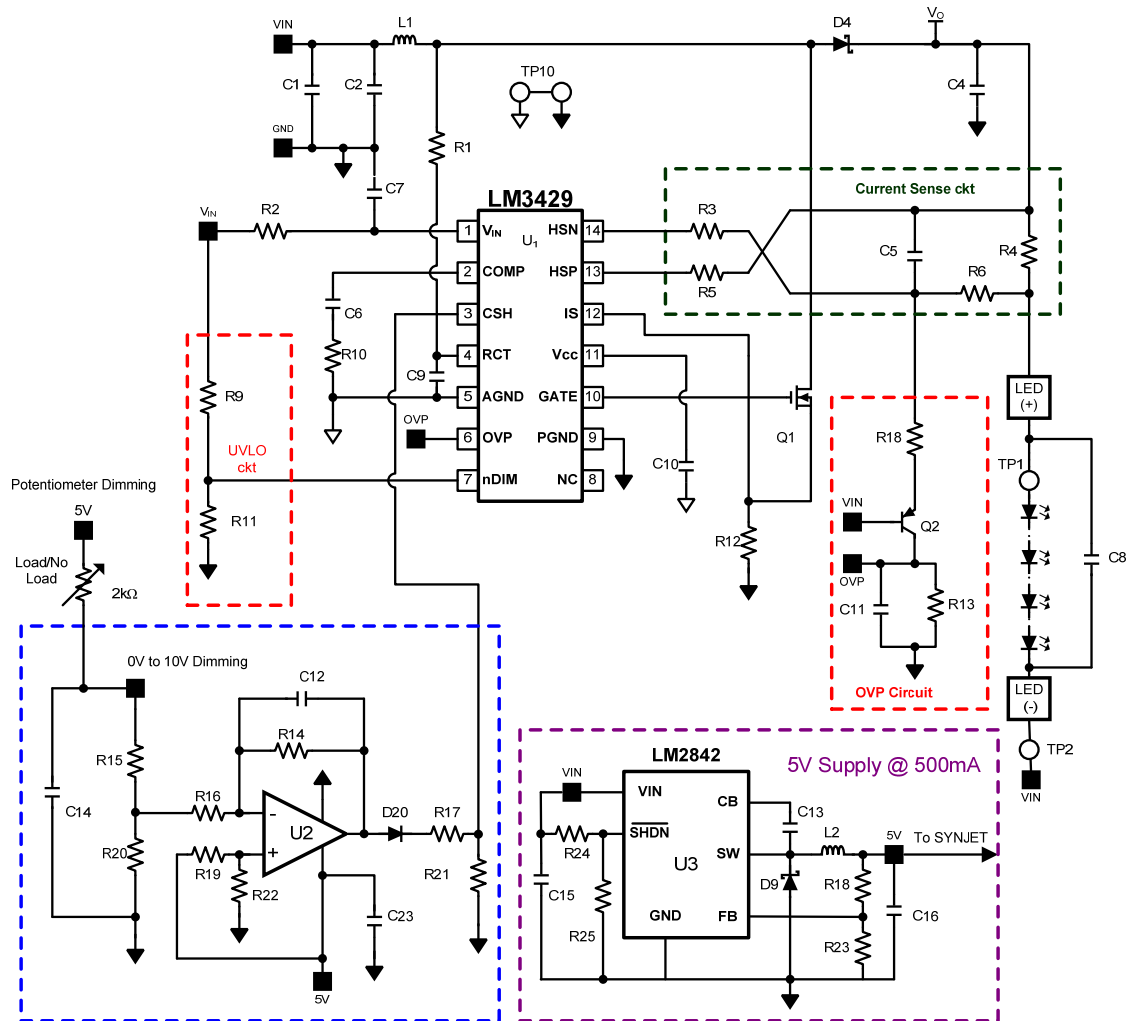 VIN
L1
D4
VO
C1
C2
TP10
C4
GND
R1
C7
LM3429
Current Sense ckt
VIN
R2
1
VIN
U1
HSN
14
R3
C5
R4
2
COMP
HSP
13
R5
R6
C6
3
CSH
IS
12
R10
4
RCT
Vcc
11
C9
R9
5
AGND
GATE
10
Q1
LED
(+)
OVP
6
OVP
PGND
9
R18
UVLO
ckt
7
nDIM
NC
8
C10
TP1
Potentiometer Dimming
5V
R11
VIN
Q2
R12
C8
Load/No
Load
2kΩ
OVP
C11
R13
0V to 10V Dimming
C12
OVP Circuit
LED
(-)
R14
R15
LM2842
5V Supply @ 500mA
TP2
VIN
VIN
VIN
CB
C13
C14
R16
-
U2
D20
R17
SHDN
L2
5V
To SYNJET
R20
R19
+
R24
U3
SW
R22
R21
C15
D9
R18
C16
C23
GND
FB
R25
R23
5V